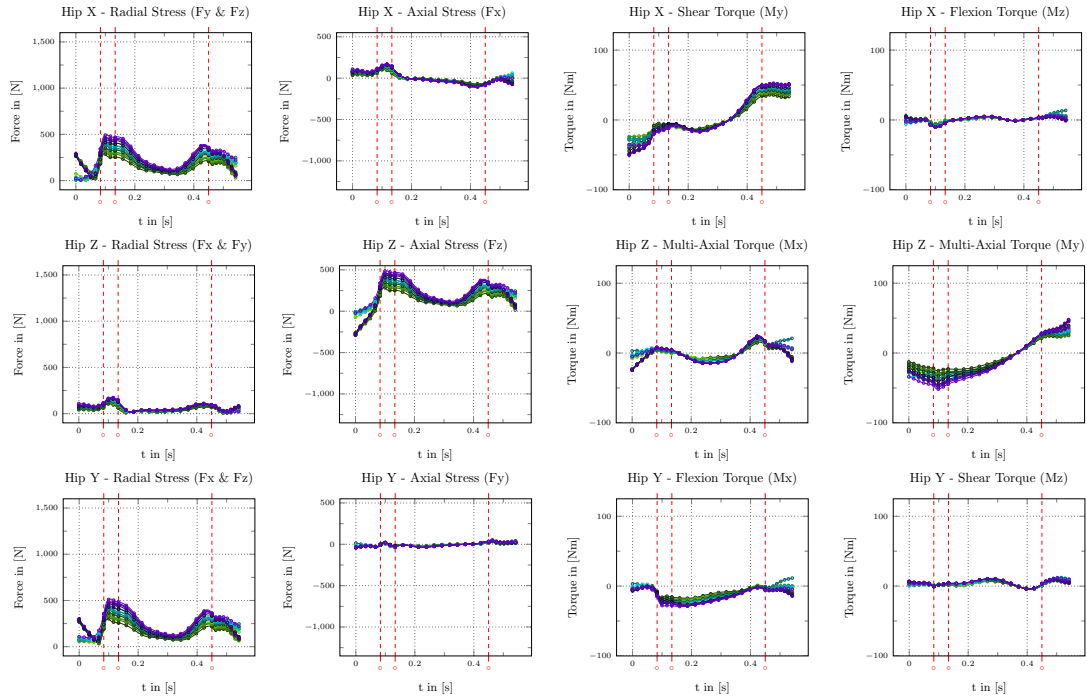 Hip X - Radial Stress (Fy & Fz)
Force in [N]
1,500
1,000
500
0
0
0.2
0.4
t in [s]
Hip X - Axial Stress (Fx)
Force in [N]
500
0
−1,000
0
0.2
0.4
t in [s]
Hip X - Shear Torque (My)
Torque in [Nm]
100
0
−100
0
0.2
0.4
t in [s]
Hip X - Flexion Torque (Mz)
Torque in [Nm]
100
0
−100
0
0.2
0.4
t in [s]
Hip Z - Radial Stress (Fx & Fy)
Force in [N]
1,500
1,000
500
0
0
0.2
0.4
t in [s]
Hip Z - Axial Stress (Fz)
Force in [N]
500
0
−500
−1,000
0
0.2
0.4
t in [s]
Hip Z - Multi-Axial Torque (Mx)
Torque in [Nm]
100
0
−100
0
0.2
0.4
t in [s]
Hip Z - Multi-Axial Torque (My)
Torque in [Nm]
100
0
−100
0
0.2
0.4
t in [s]
Hip Y - Radial Stress (Fx & Fz)
Force in [N]
1,500
1,000
500
0
0
0.2
0.4
t in [s]
Hip Y - Axial Stress (Fy)
Force in [N]
500
0
−500
−1,000
0
0.2
0.4
t in [s]
Hip Y - Flexion Torque (Mx)
Torque in [Nm]
100
0
−100
0
0.2
0.4
t in [s]
Hip Y - Shear Torque (Mz)
Torque in [Nm]
100
0
−100
0
0.2
0.4
t in [s]